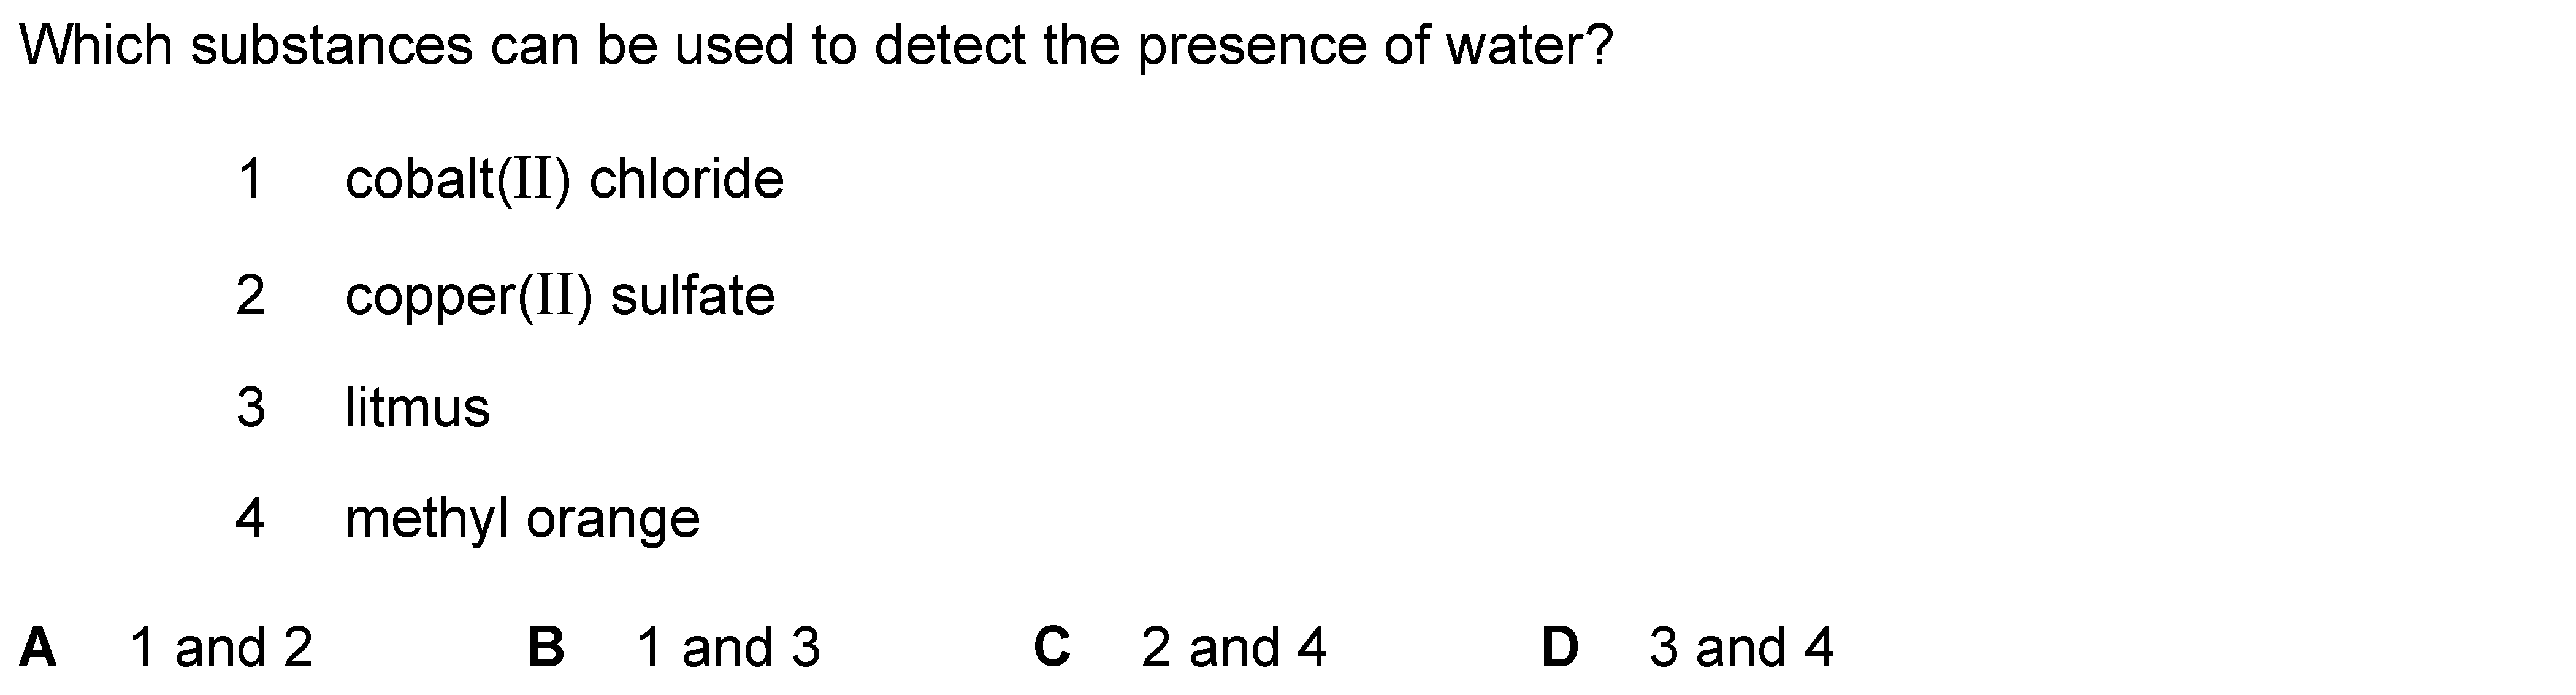 Which substances can be used to detect the presence of water?
1 cobalt(II) chloride
2 copper(II) sulfate
3 litmus
4 methyl orange
A 1 and 2 B 1 and 3 C 2 and 4 D 3 and 4